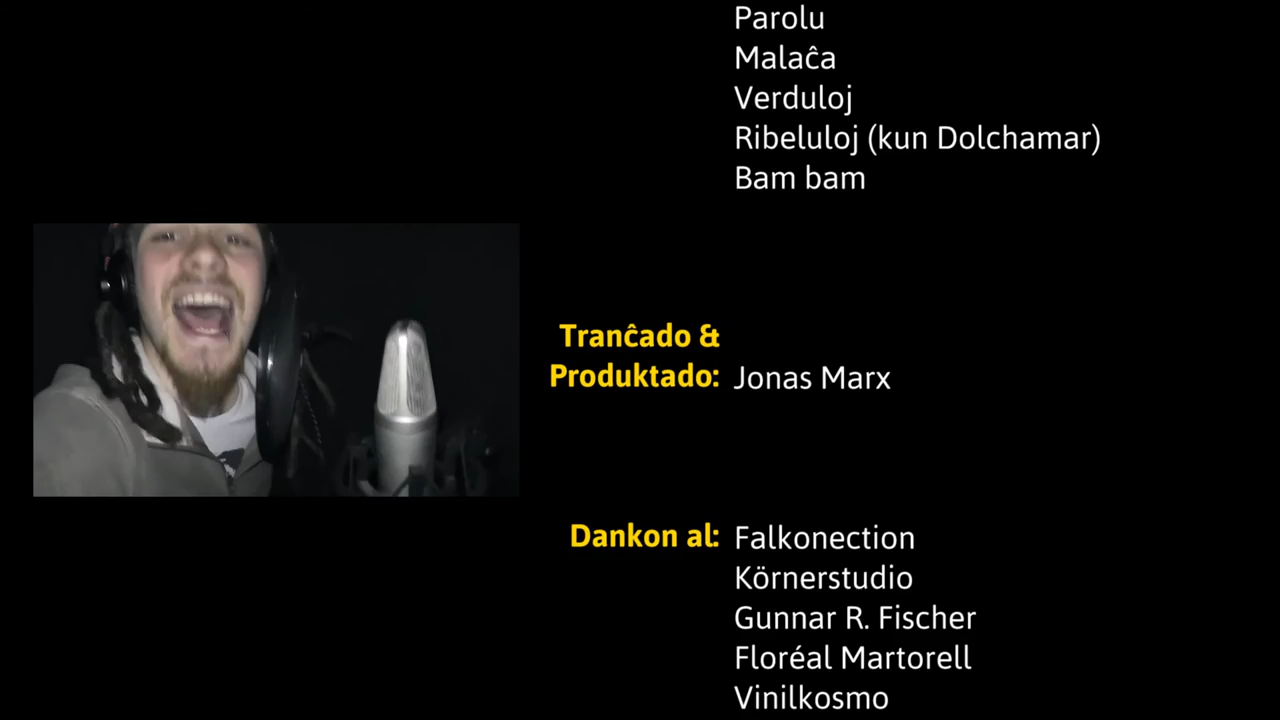 Parolu
Malaĉa
Verduloj
Ribeluloj (kun Dolchamar)
Bam bam
Tranĉado &
Produktado: Jonas Marx
Dankon al: Falkonection
Körnerstudio
Gunnar R. Fischer
Floréal Martorell
Vinilkosmo